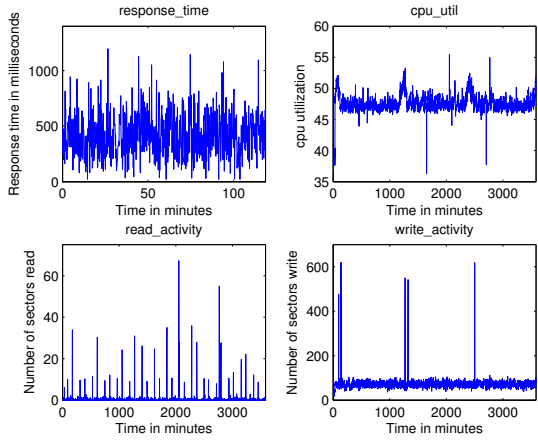 response_time
Response time in milliseconds
1000
500
0
0 50 100
Time in minutes
cpu_util
cpu utilization
60
55
50
45
40
35
0 1000 2000 3000
Time in minutes
read_activity
Number of sectors read
60
40
20
0
0 1000 2000 3000
Time in minutes
write_activity
Number of sectors write
600
400
200
0
0 1000 2000 3000
Time in minutes